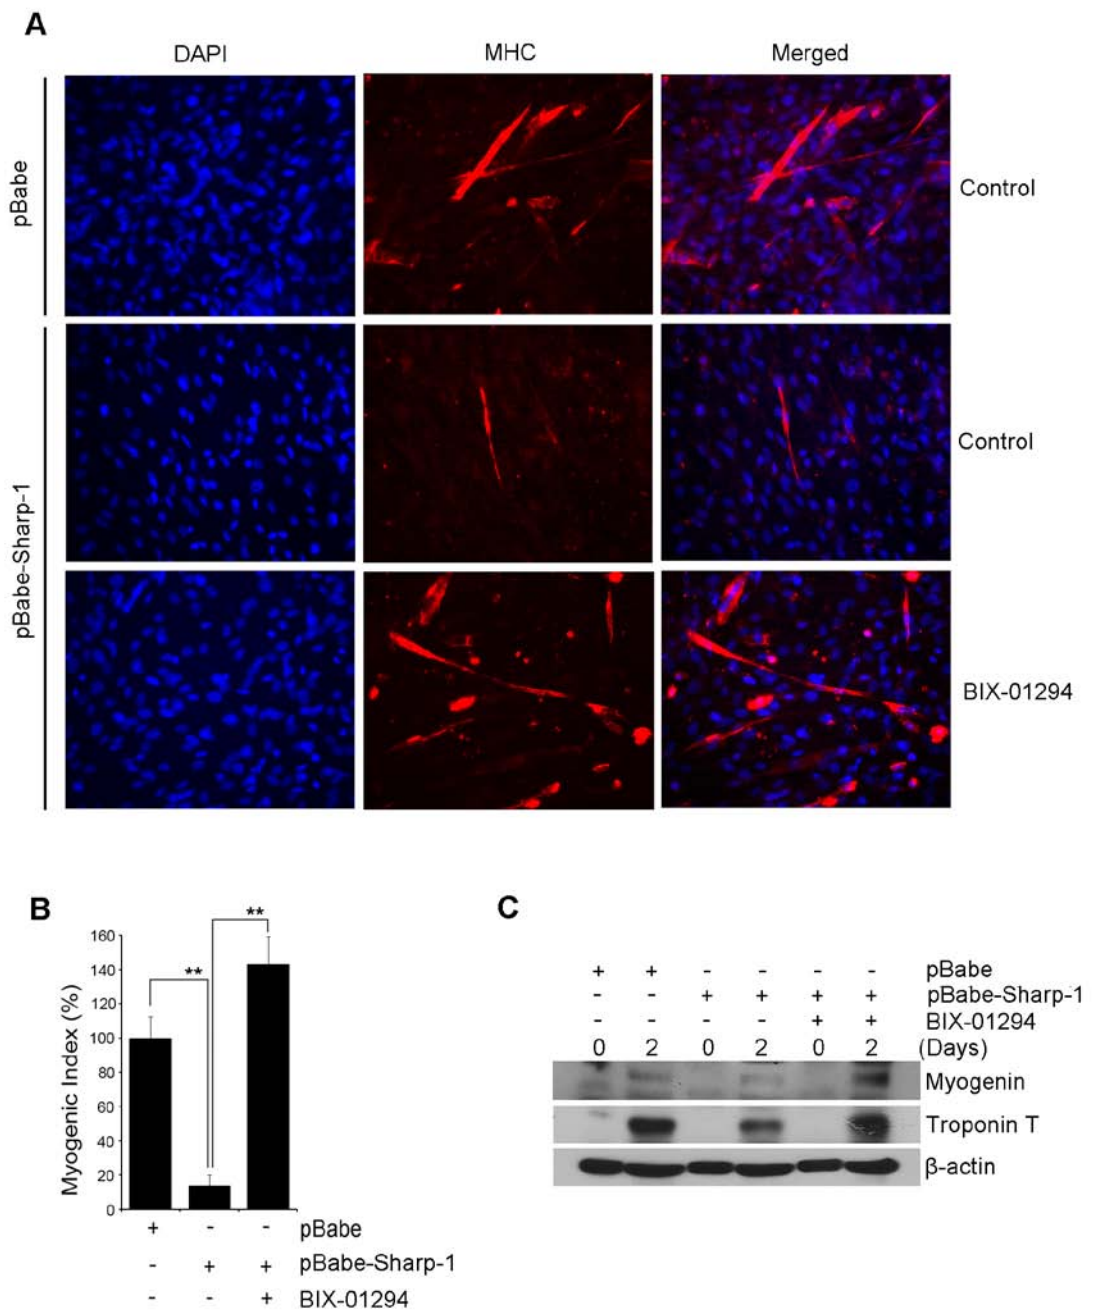 A
DAPI MHC Merged
pBabe
Control
pBabe-Sharp-1
Control
BIX-01294
B
**
**
Myogenic Index (%)
160
140
120
100
80
60
40
20
0
+ - - pBabe
- + + pBabe-Sharp-1
- - + BIX-01294
C
+ + - - - - pBabe
- - + + + + pBabe-Sharp-1
- - - - + + BIX-01294
0 2 0 2 0 2 (Days)
Myogenin
Troponin T
β-actin